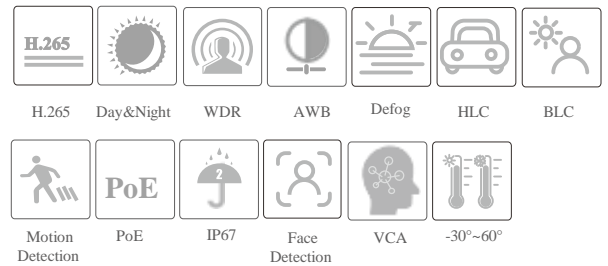 H.265
H.265 Day&Night WDR AWB Defog HLC BLC
PoE 2
Motion Detection PoE IP67 Face Detection VCA -30°~60°